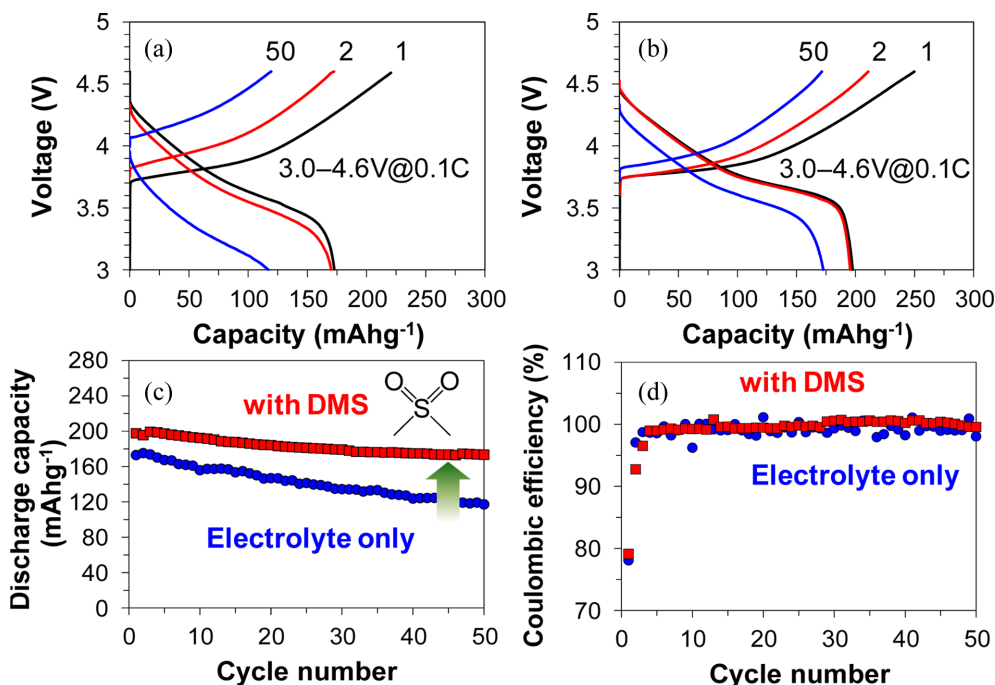 (a)
50 2 1
3.0–4.6V@0.1C
5
4.5
4
3.5
3
Voltage (V)
0 50 100 150 200 250 300
Capacity (mAhg⁻¹)
(b)
50 2 1
3.0–4.6V@0.1C
5
4.5
4
3.5
3
Voltage (V)
0 50 100 150 200 250 300
Capacity (mAhg⁻¹)
(c)
with DMS
O O
S
Electrolyte only
280
240
200
160
120
80
40
0
Discharge capacity
(mAhg⁻¹)
0 10 20 30 40 50
Cycle number
(d)
with DMS
Electrolyte only
110
100
90
80
70
Coulombic efficiency (%)
0 10 20 30 40 50
Cycle number